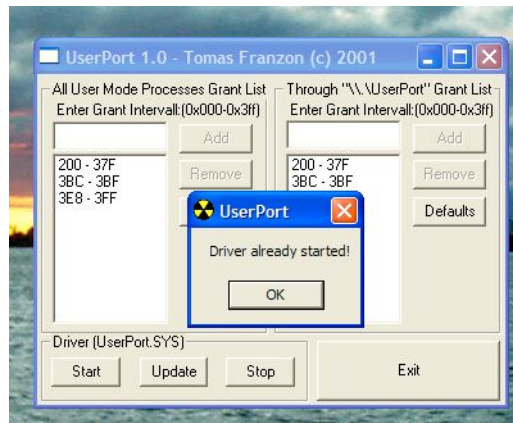 UserPort 1.0 - Tomas Franzon (c) 2001
All User Mode Processes Grant List
Enter Grant Intervall:(0x000-0x3ff)
Add
200 - 37F
3BC - 3BF
3E8 - 3FF
Remove
Through "\\.\UserPort" Grant List
Enter Grant Intervall:(0x000-0x3ff)
Add
200 - 37F
3BC - 3BF
Remove
Defaults
UserPort
Driver already started!
OK
Driver (UserPort.SYS)
Start
Update
Stop
Exit